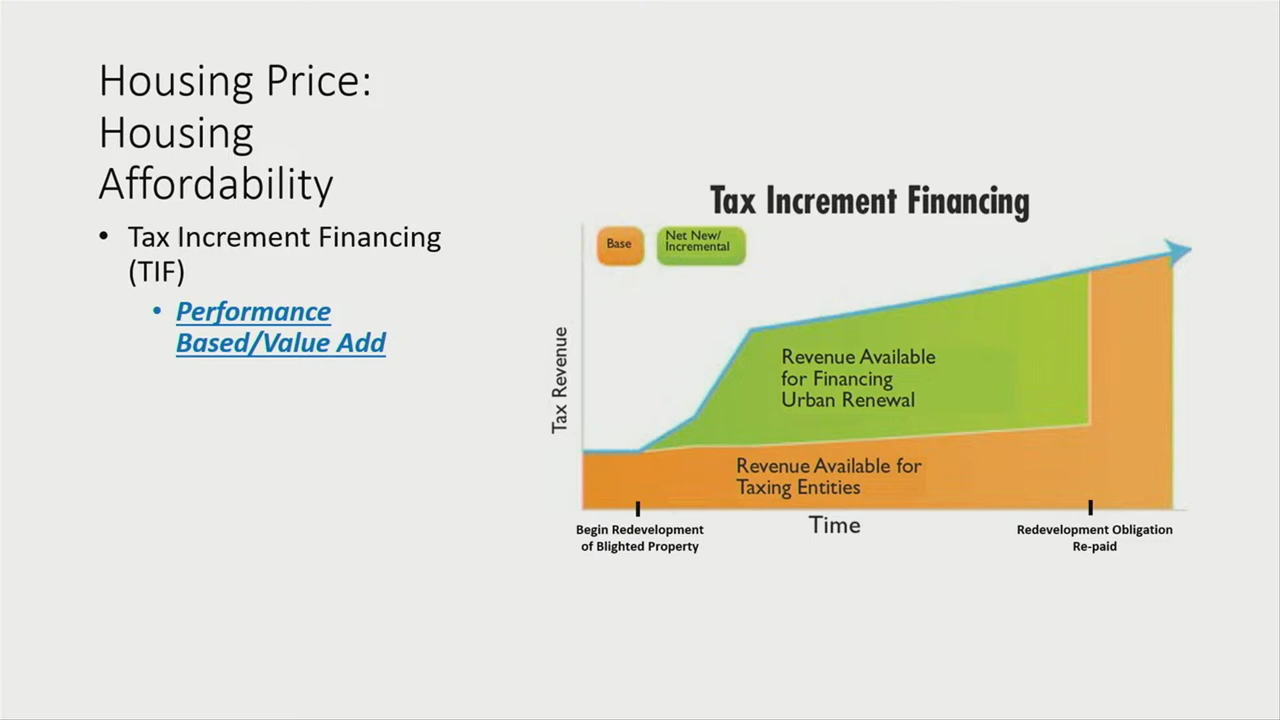 Housing Price:
Housing
Affordability
• Tax Increment Financing
(TIF)
• Performance
Based/Value Add
Tax Increment Financing
Base
Net New/
Incremental
Tax Revenue
Revenue Available
for Financing
Urban Renewal
Revenue Available for
Taxing Entities
Time
Begin Redevelopment
of Blighted Property
Redevelopment Obligation
Re-paid